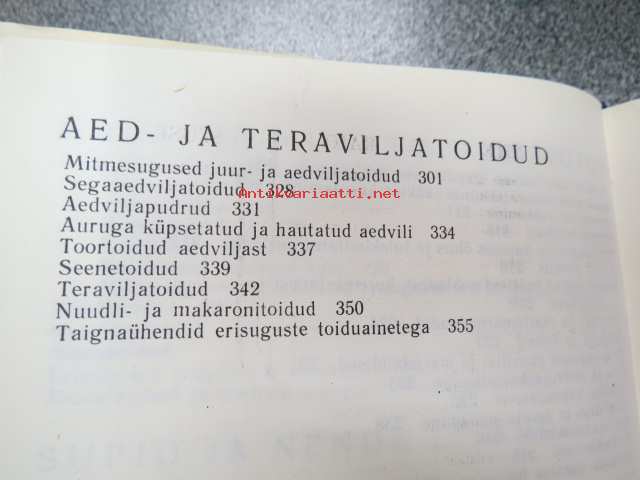 AED- JA TERAVILJATOIDUD
Mitmesugused juur- ja aedviljatoidud 301
Segaaedviljatoidud 328
Antikvariaatti.net
Aedviljapudrud 331
Auruga küpsetatud ja hautatud aedvili 334
Toortoidud aedviljast 337
Seenetoidud 339
Teraviljatoidud 342
Nuudli- ja makaronitoidud 350
Taignaühendid erisuguste toiduainetega 355